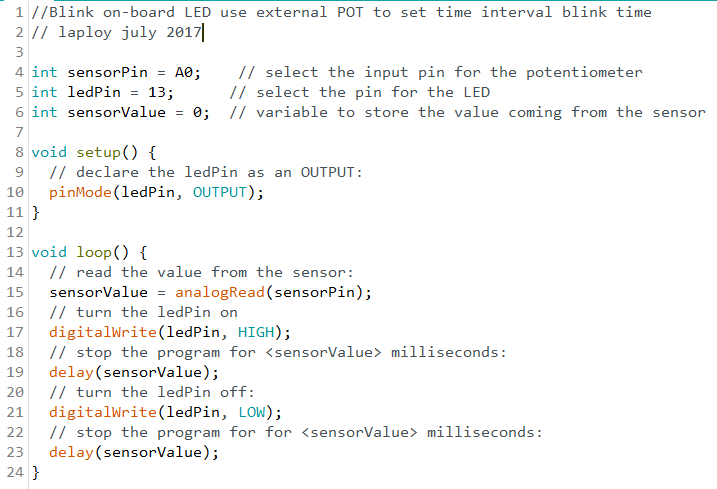 1 //Blink on-board LED use external POT to set time interval blink time
2 // laploy july 2017
3
4 int sensorPin = A0;    // select the input pin for the potentiometer
5 int ledPin = 13;      // select the pin for the LED
6 int sensorValue = 0;  // variable to store the value coming from the sensor
7
8 void setup() {
9   // declare the ledPin as an OUTPUT:
10   pinMode(ledPin, OUTPUT);
11 }
12
13 void loop() {
14   // read the value from the sensor:
15   sensorValue = analogRead(sensorPin);
16   // turn the ledPin on
17   digitalWrite(ledPin, HIGH);
18   // stop the program for <sensorValue> milliseconds:
19   delay(sensorValue);
20   // turn the ledPin off:
21   digitalWrite(ledPin, LOW);
22   // stop the program for for <sensorValue> milliseconds:
23   delay(sensorValue);
24 }